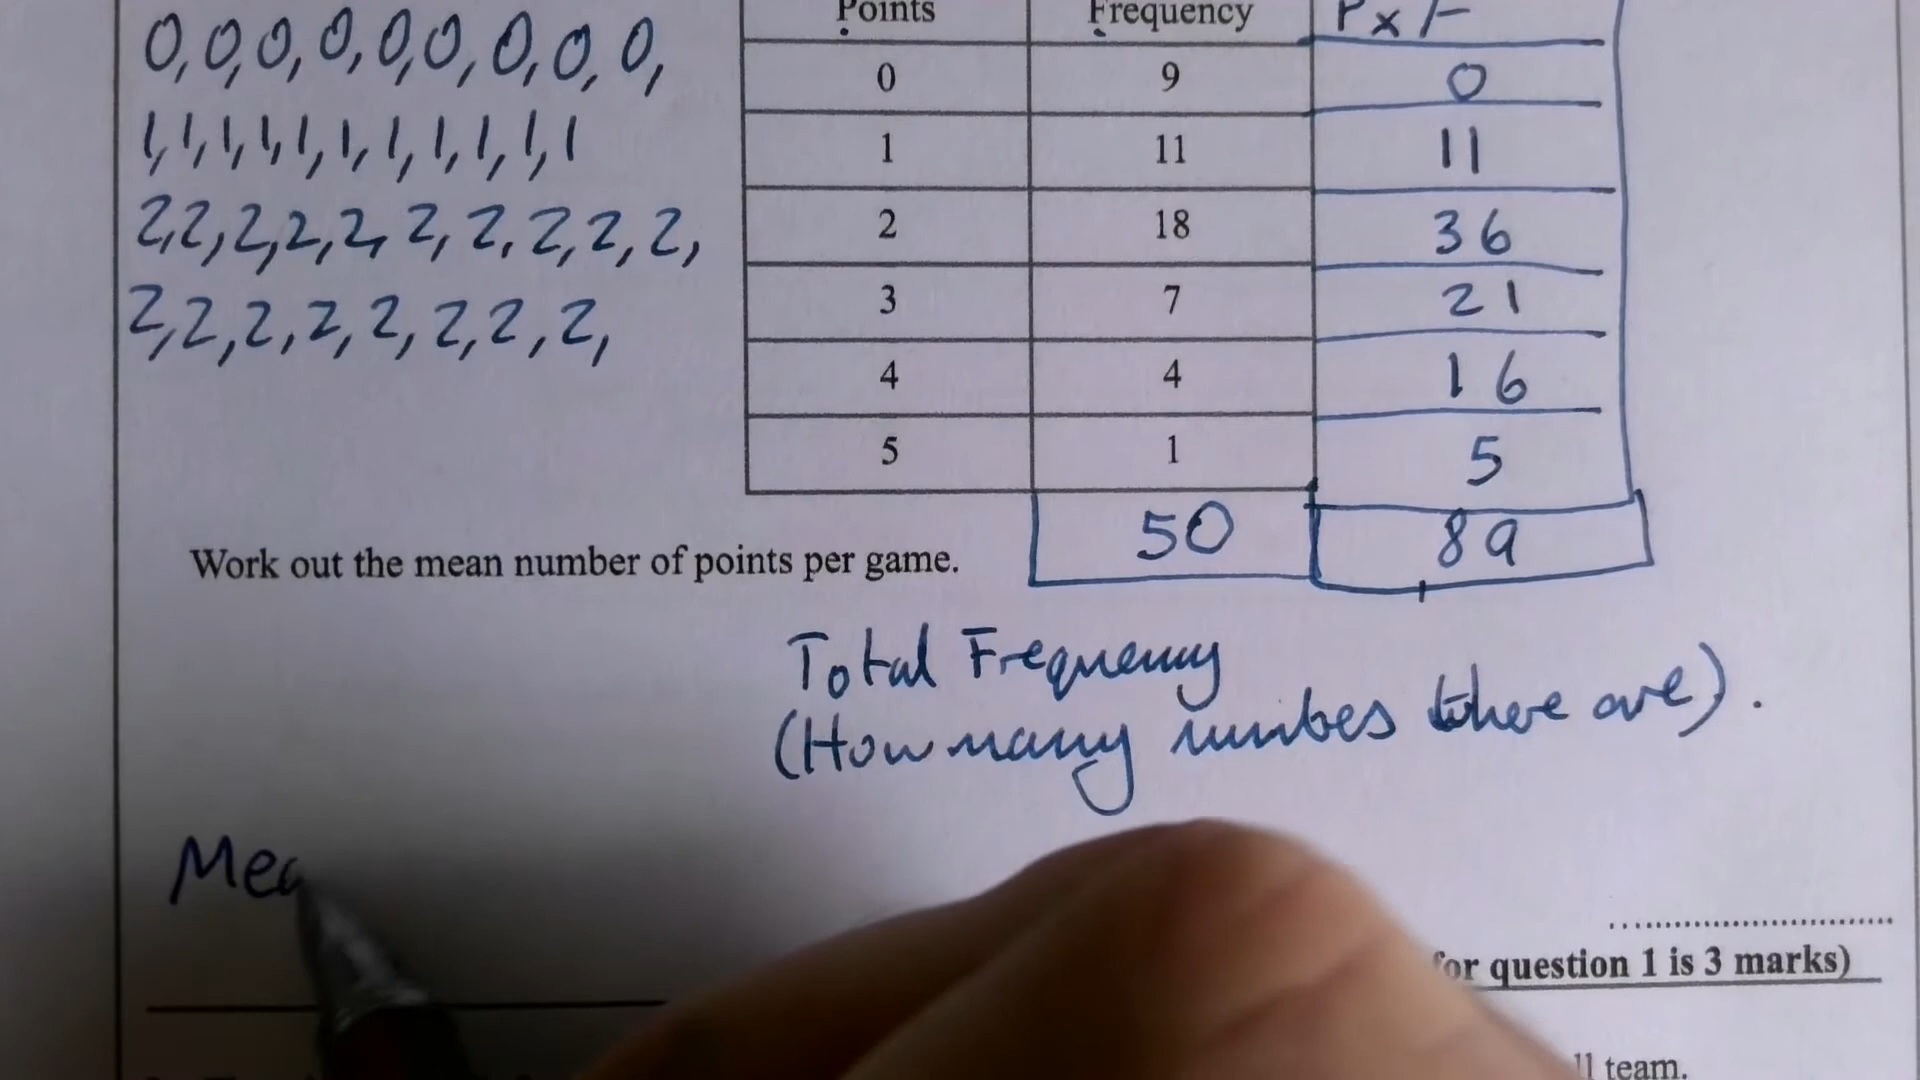 0,0,0,0,0,0,0,0,0,
1,1,1,1,1,1,1,1,1,1,1
2,2,2,2,2,2,2,2,2,2,
2,2,2,2,2,2,2,2,
Points Frequency P x F
0 9 0
1 11 11
2 18 36
3 7 21
4 4 16
5 1 5
50 89
Work out the mean number of points per game.
Total Frequency
(How many numbes there are).
Mea
for question 1 is 3 marks)
ll team.